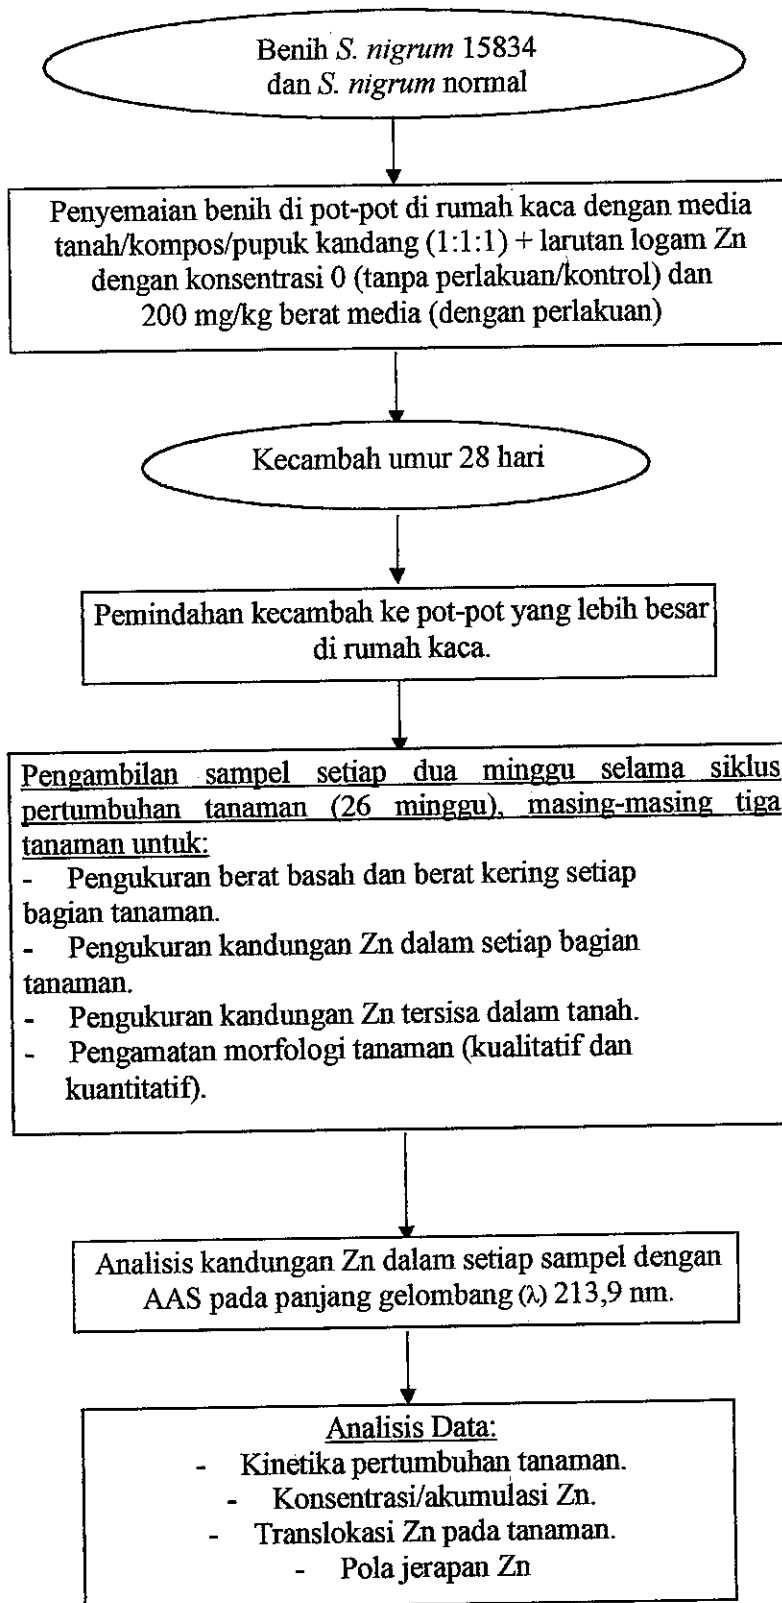 Benih S. nigrum 15834
dan S. nigrum normal
Penyemaian benih di pot-pot di rumah kaca dengan media
tanah/kompos/pupuk kandang (1:1:1) + larutan logam Zn
dengan konsentrasi 0 (tanpa perlakuan/kontrol) dan
200 mg/kg berat media (dengan perlakuan)
Kecambah umur 28 hari
Pemindahan kecambah ke pot-pot yang lebih besar
di rumah kaca.
Pengambilan sampel setiap dua minggu selama siklus
pertumbuhan tanaman (26 minggu), masing-masing tiga
tanaman untuk:
- Pengukuran berat basah dan berat kering setiap
bagian tanaman.
- Pengukuran kandungan Zn dalam setiap bagian
tanaman.
- Pengukuran kandungan Zn tersisa dalam tanah.
- Pengamatan morfologi tanaman (kualitatif dan
kuantitatif).
Analisis kandungan Zn dalam setiap sampel dengan
AAS pada panjang gelombang (λ) 213,9 nm.
Analisis Data:
- Kinetika pertumbuhan tanaman.
- Konsentrasi/akumulasi Zn.
- Translokasi Zn pada tanaman.
- Pola jerapan Zn